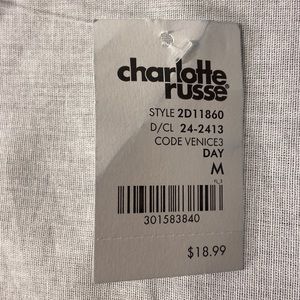 charlotte
russe®
STYLE 2D11860
D/CL 24-2413
CODE VENICE3
DAY
M
301583840
$18.99